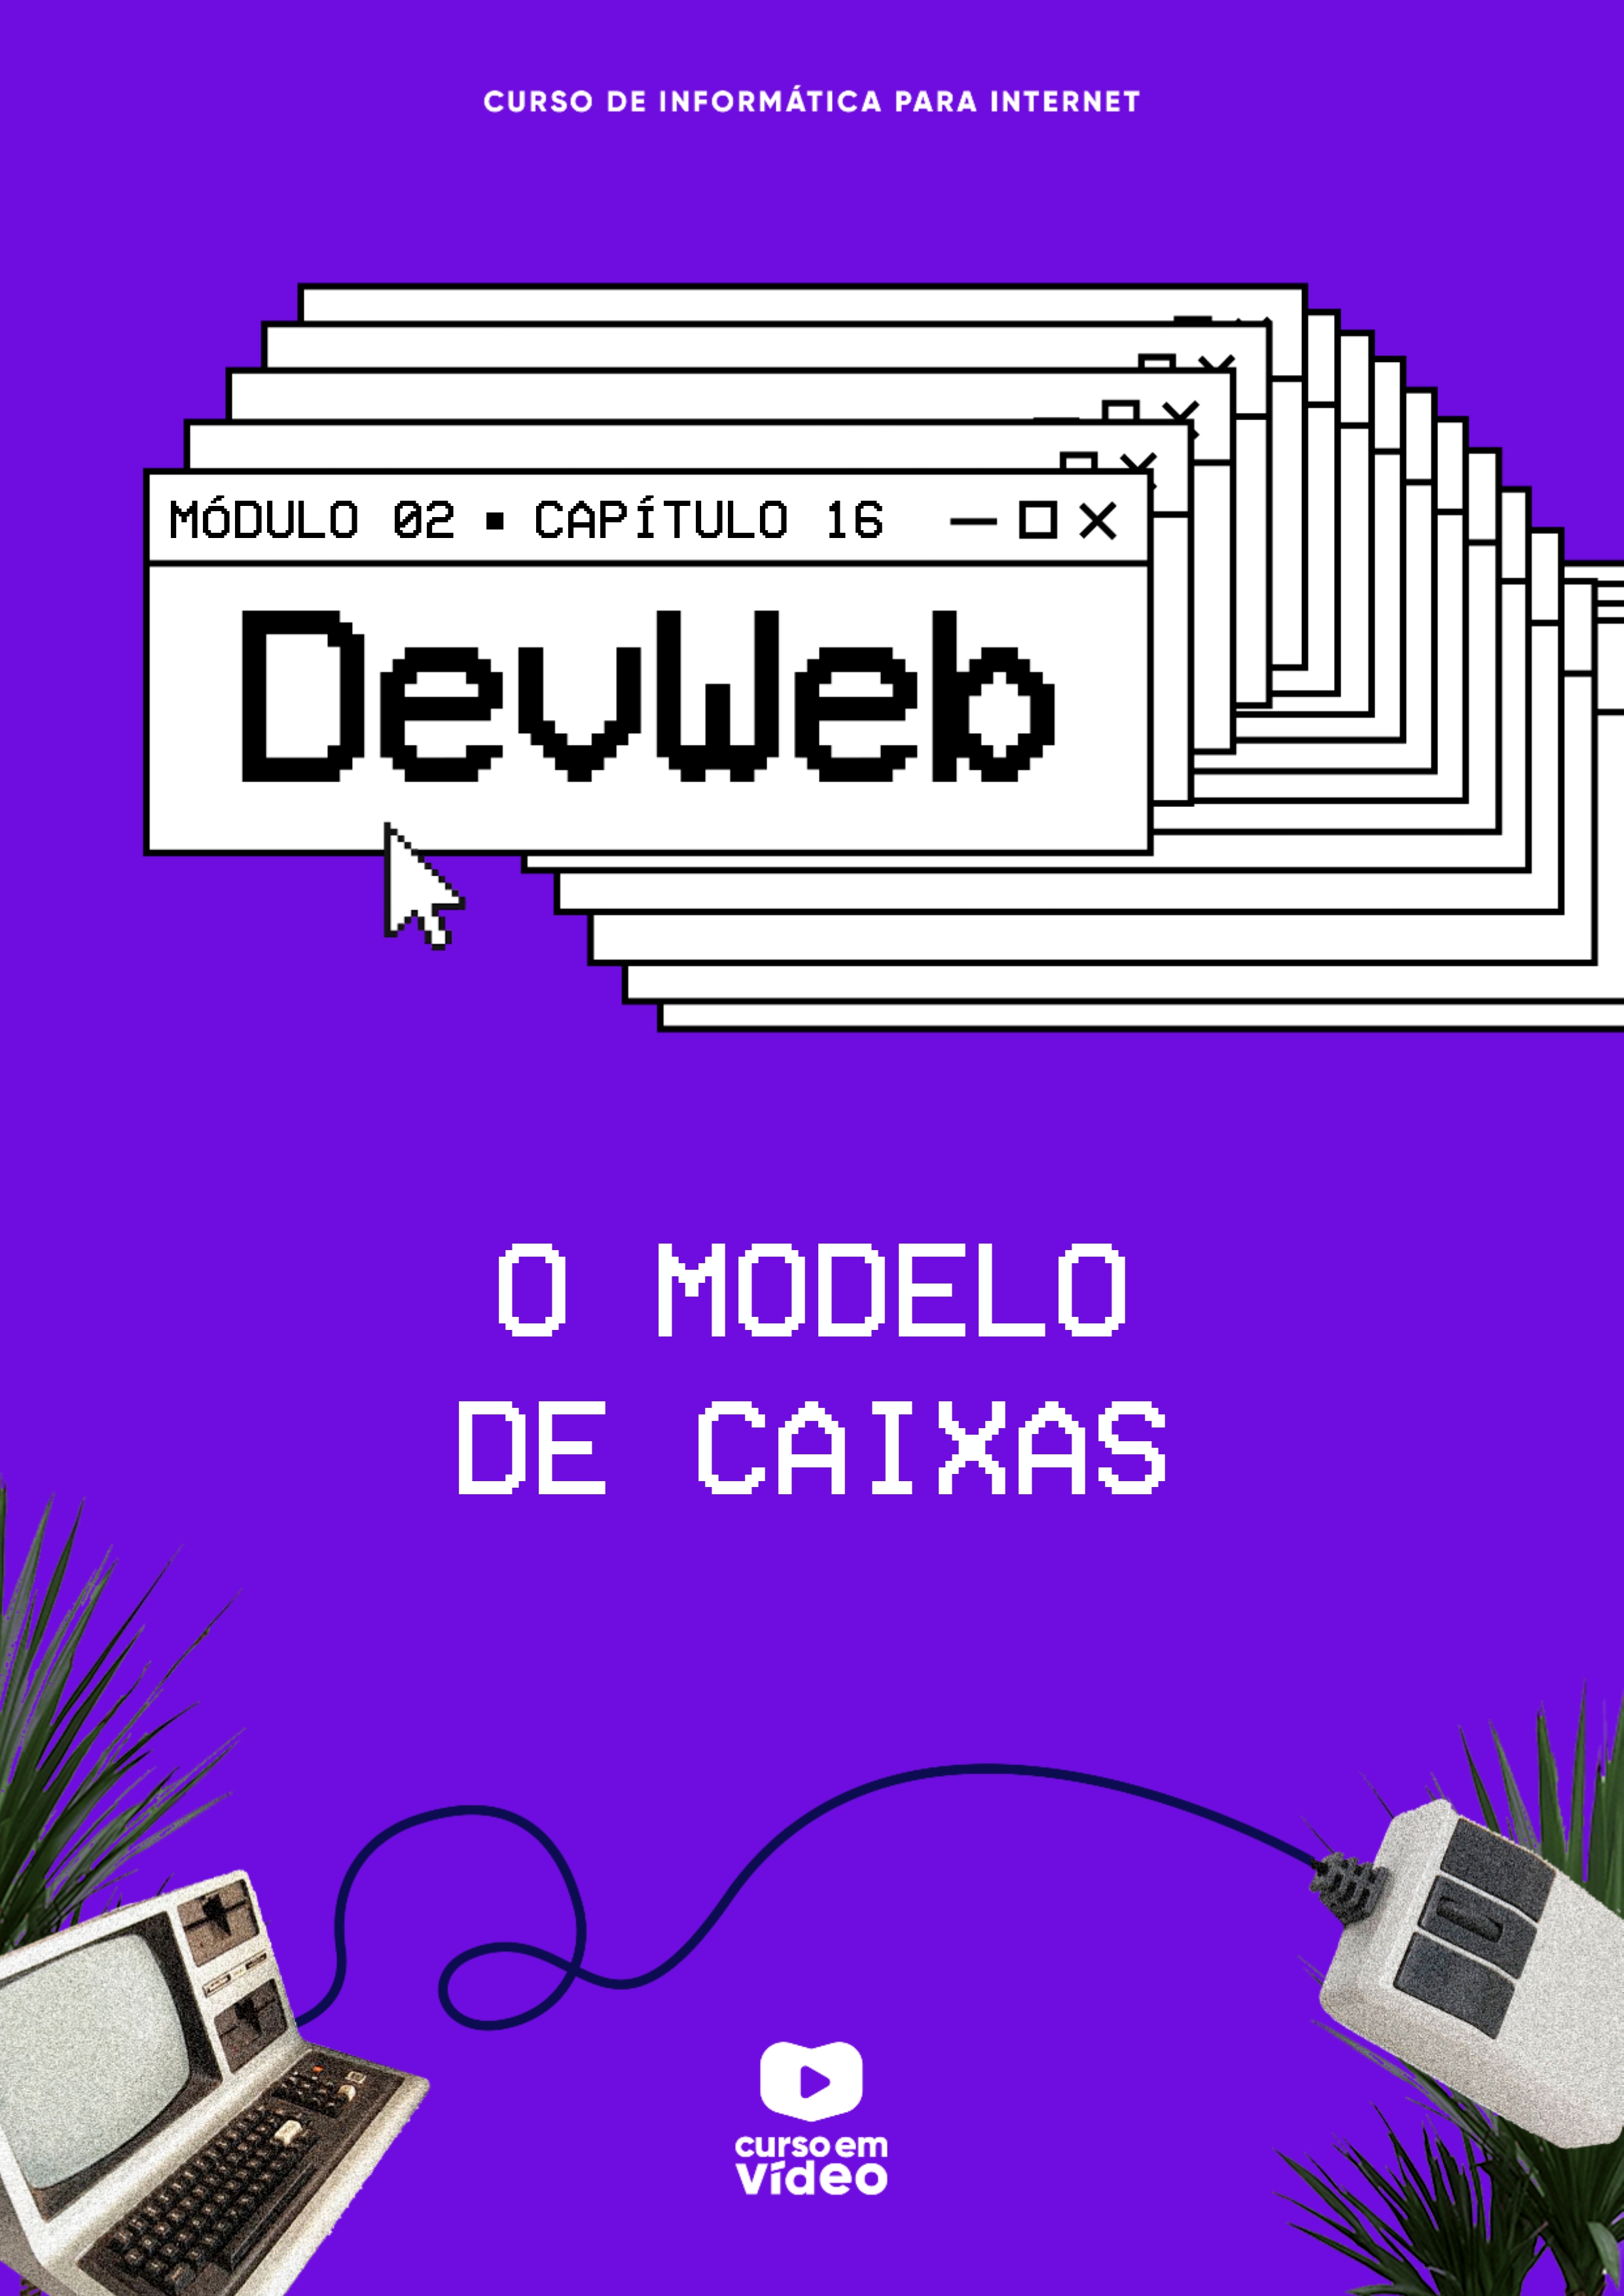 CURSO DE INFORMÁTICA PARA INTERNET
MÓDULO 02 ▪ CAPÍTULO 16
DevWeb
O MODELO
DE CAIXAS
curso em
vídeo